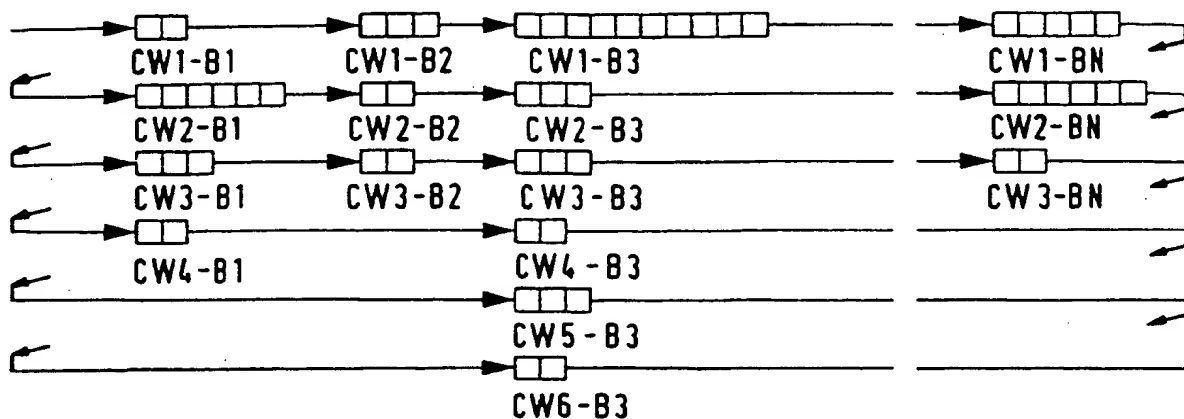 CW1-B1 CW1-B2 CW1-B3 CW1-BN
CW2-B1 CW2-B2 CW2-B3 CW2-BN
CW3-B1 CW3-B2 CW3-B3 CW3-BN
CW4-B1 CW4-B3
CW5-B3
CW6-B3